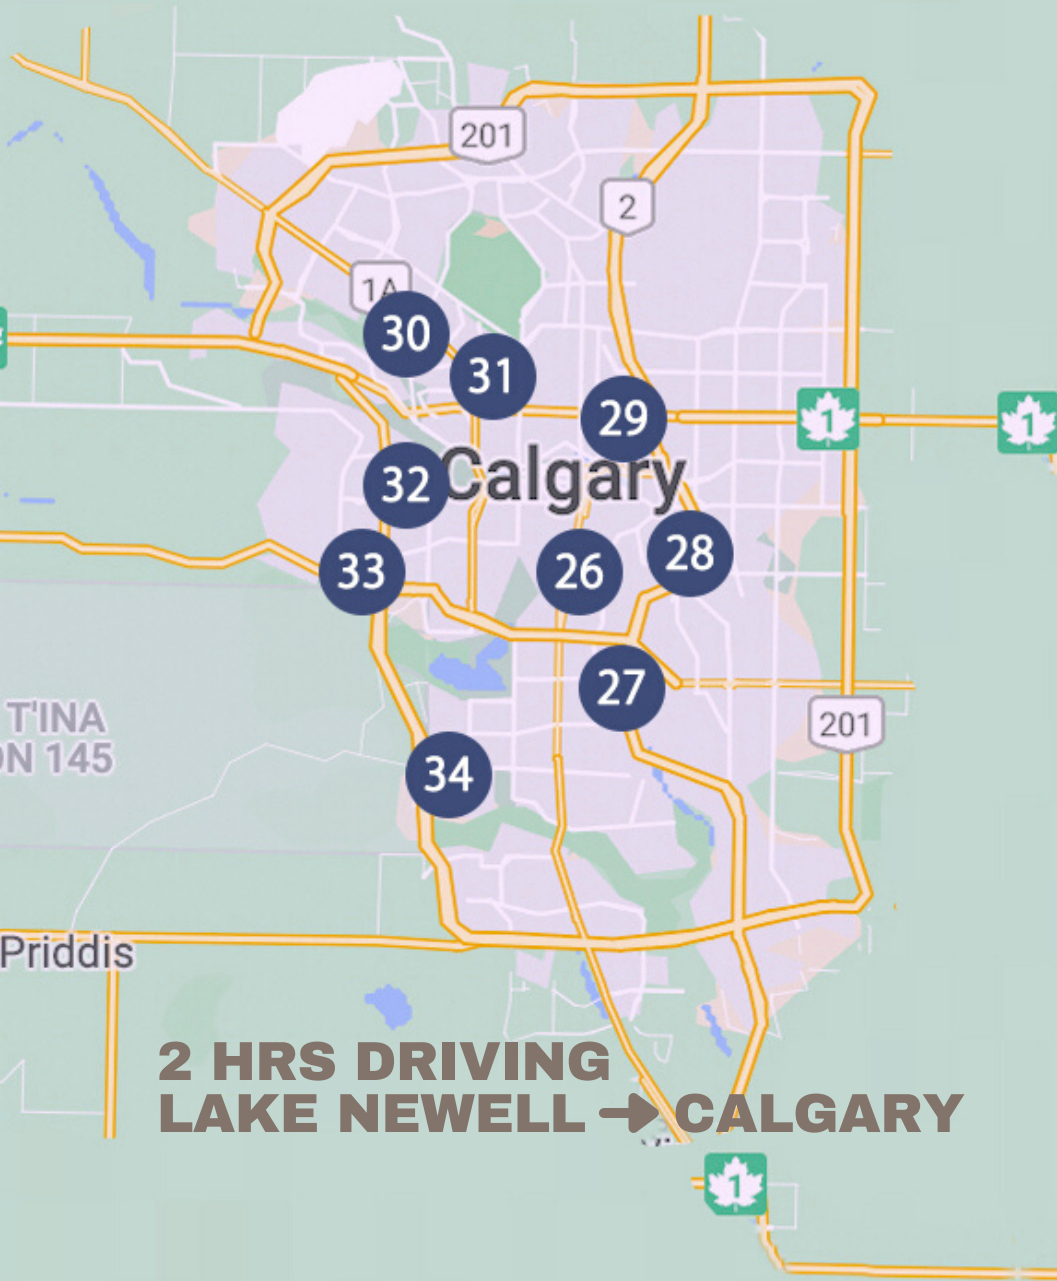 201
2
1A
30
31
29
1
1
Calgary
32
33
26
28
27
T'INA
ON 145
201
34
Priddis
2 HRS DRIVING
LAKE NEWELL → CALGARY
1